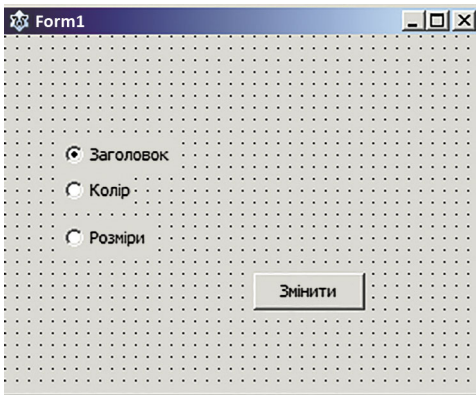 Form1
Заголовок
Колір
Розміри
Змінити